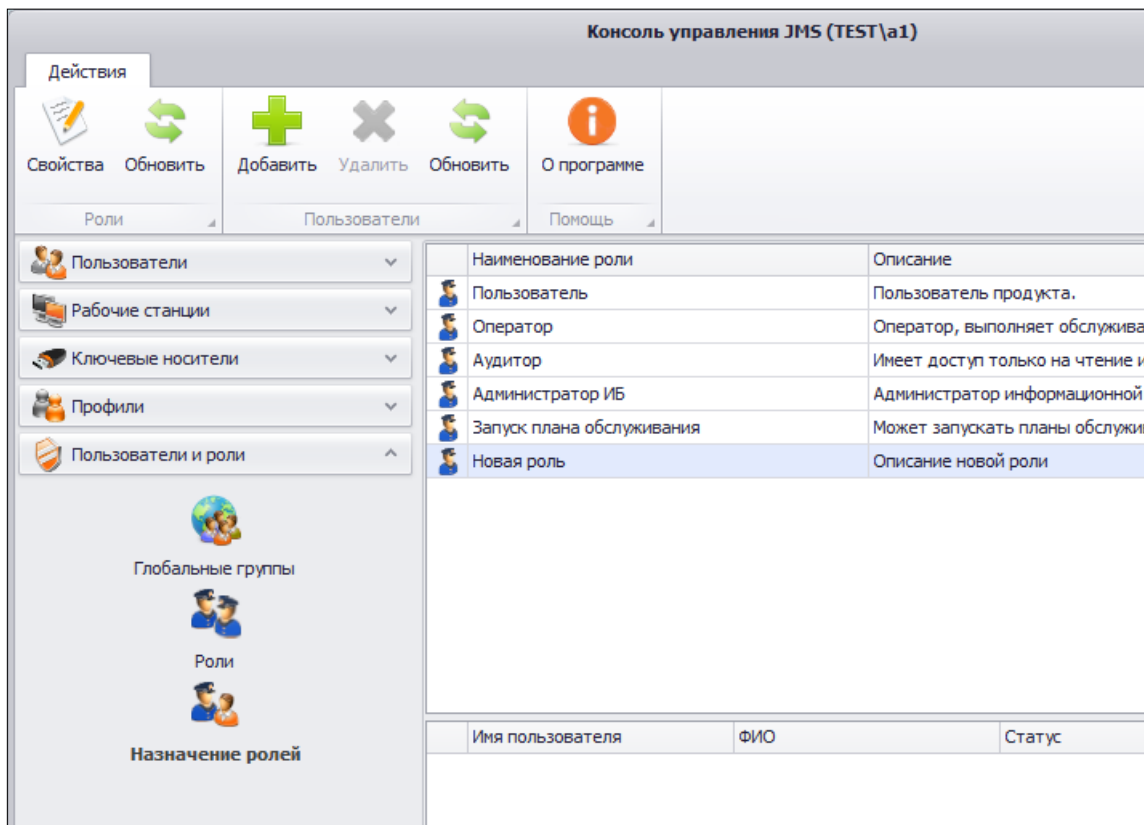 Консоль управления JMS (TEST\a1)
Действия
Свойства Обновить Добавить Удалить Обновить О программе
Роли Пользователи Помощь
Пользователи
Рабочие станции
Ключевые носители
Профили
Пользователи и роли
Глобальные группы
Роли
Назначение ролей
Наименование роли Описание
Пользователь Пользователь продукта.
Оператор Оператор, выполняет обслужива
Аудитор Имеет доступ только на чтение и
Администратор ИБ Администратор информационной
Запуск плана обслуживания Может запускать планы обслужи
Новая роль Описание новой роли
Имя пользователя ФИО Статус